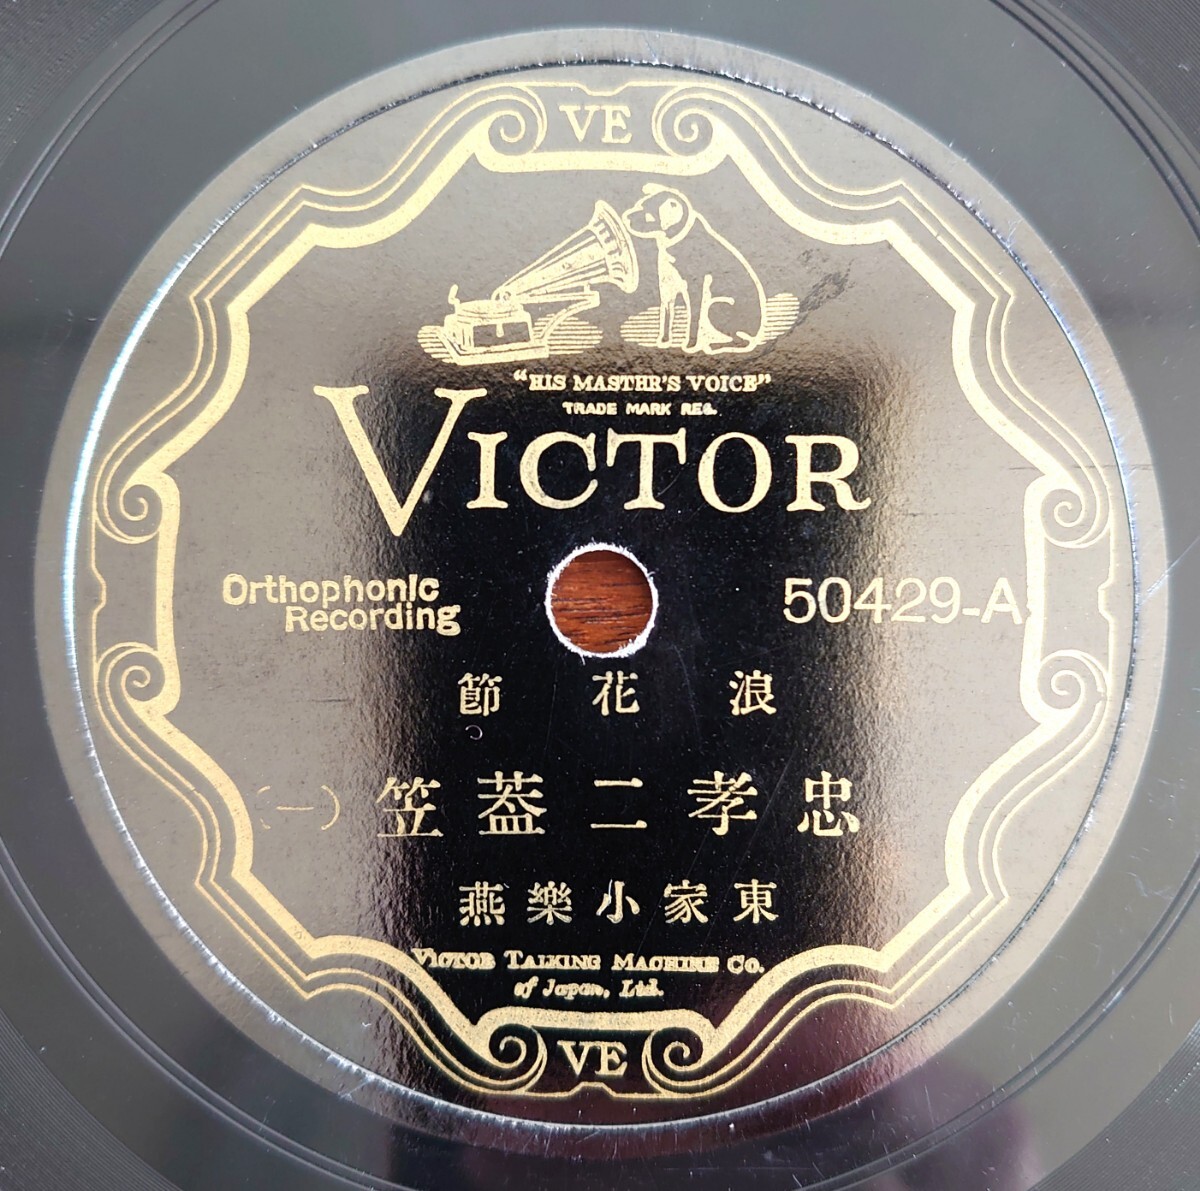 VE
"HIS MASTER'S VOICE"
TRADE MARK REG.
VICTOR
Orthophonic
Recording
50429-A
浪花節
忠孝二蓋笠（一）
東家小樂燕
VICTOR TALKING MACHINE CO.
of Japan, Ltd.
VE